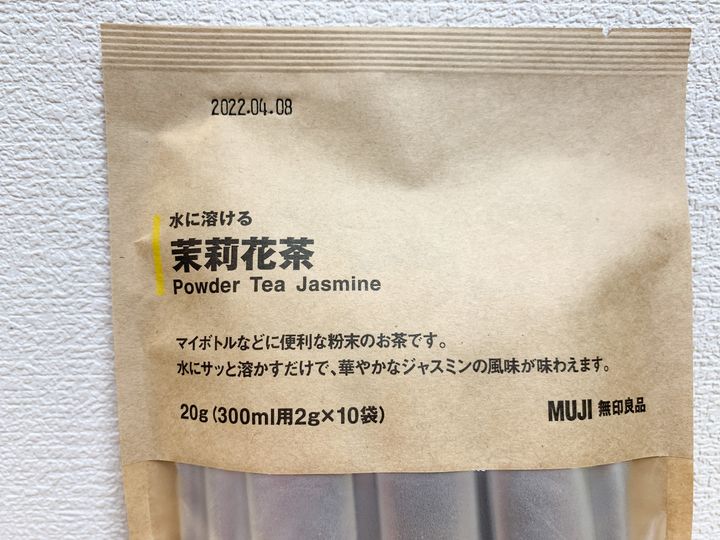 2022.04.08
水に溶ける
茉莉花茶
Powder Tea Jasmine
マイボトルなどに便利な粉末のお茶です。
水にサッと溶かすだけで、華やかなジャスミンの風味が味わえます。
20g(300ml用2g×10袋)
MUJI 無印良品